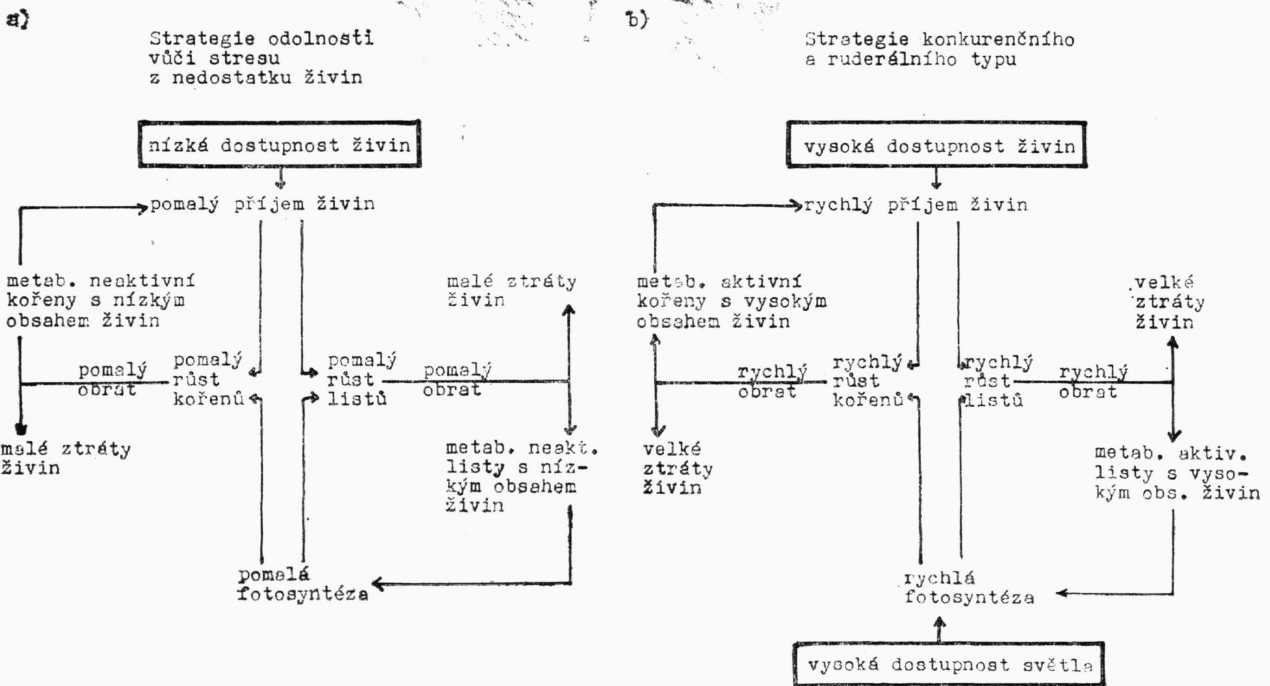 a)
Strategie odolnosti
vůči stresu
z nedostatku živin
nízká dostupnost živin
pomalý příjem živin
metab. neaktivní
kořeny s nízkým
obsahem živin
malé ztráty
živin
pomalý
obrat
pomalý
růst
kořenů
pomalý
růst
listů
pomalý
obrat
malé ztráty
živin
metab. neakt.
listy s níz-
kým obsahem
živin
pomalá
fotosyntéza
b)
Strategie konkurenčního
a ruderálního typu
vysoká dostupnost živin
rychlý příjem živin
metab. aktivní
kořeny s vysokým
obsahem živin
velké
ztráty
živin
rychlý
obrat
rychlý
růst
kořenů
rychlý
růst
listů
rychlý
obrat
velké
ztráty
živin
metab. aktiv.
listy s vyso-
kým obs. živin
rychlá
fotosyntéza
vysoká dostupnost světla